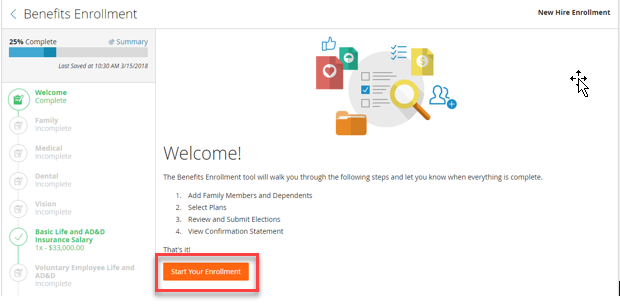 Benefits Enrollment
New Hire Enrollment
25% Complete
Summary
Last Saved at 10:30 AM 3/15/2018
Welcome
Complete
Family
Incomplete
Medical
Incomplete
Dental
Incomplete
Vision
Incomplete
Basic Life and AD&D
Insurance Salary
1x - $33,000.00
Voluntary Employee Life and
AD&D
Incomplete
Welcome!
The Benefits Enrollment tool will walk you through the following steps and let you know when everything is complete.
1. Add Family Members and Dependents
2. Select Plans
3. Review and Submit Elections
4. View Confirmation Statement
That's it!
Start Your Enrollment